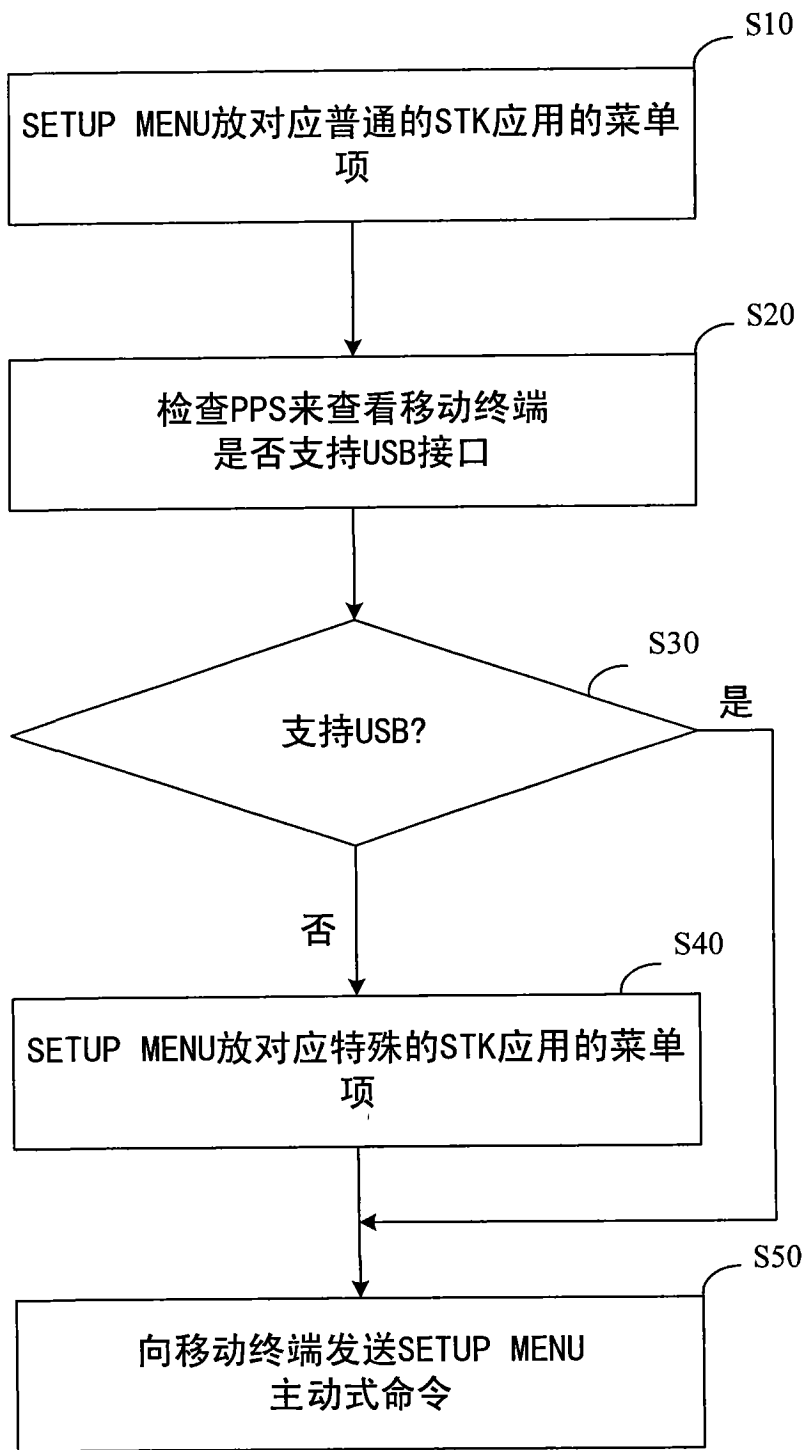 S10
SETUP MENU放对应普通的STK应用的菜单
项
S20
检查PPS来查看移动终端
是否支持USB接口
S30
支持USB?
是
否
S40
SETUP MENU放对应特殊的STK应用的菜单
项
S50
向移动终端发送SETUP MENU
主动式命令